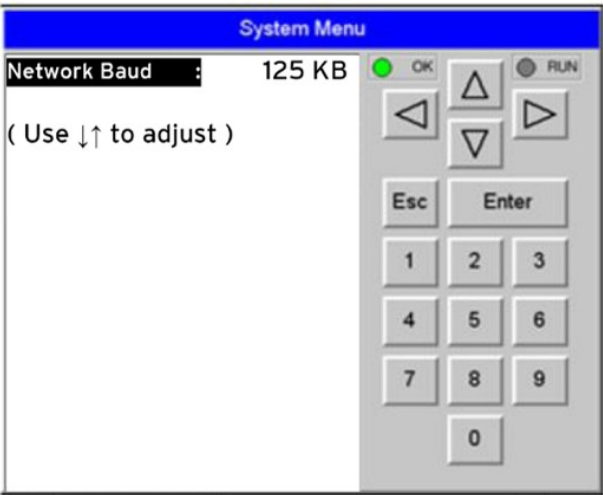 System Menu
Network Baud : 125 KB
( Use ↓↑ to adjust )
OK
RUN
Esc
Enter
1 2 3
4 5 6
7 8 9
0